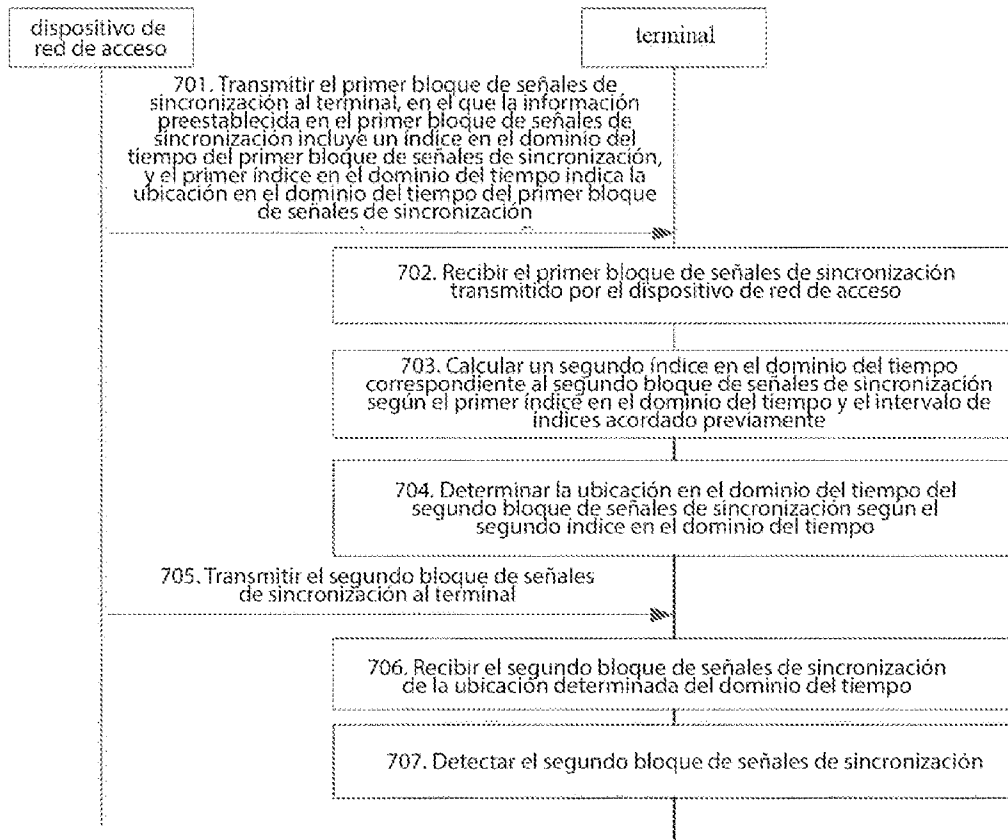 dispositivo de
red de acceso
terminal
701. Transmitir el primer bloque de señales de
sincronización al terminal, en el que la información
preestablecida en el primer bloque de señales de
sincronización incluye un índice en el dominio del
tiempo del primer bloque de señales de sincronización,
y el primer índice en el dominio del tiempo indica la
ubicación en el dominio del tiempo del primer bloque
de señales de sincronización
702. Recibir el primer bloque de señales de sincronización
transmitido por el dispositivo de red de acceso
703. Calcular un segundo índice en el dominio del tiempo
correspondiente al segundo bloque de señales de sincronización
según el primer índice en el dominio del tiempo y el intervalo de
índices acordado previamente
704. Determinar la ubicación en el dominio del tiempo del
segundo bloque de señales de sincronización según el
segundo índice en el dominio del tiempo
705. Transmitir el segundo bloque de señales
de sincronización al terminal
706. Recibir el segundo bloque de señales de sincronización
de la ubicación determinada del dominio del tiempo
707. Detectar el segundo bloque de señales de sincronización